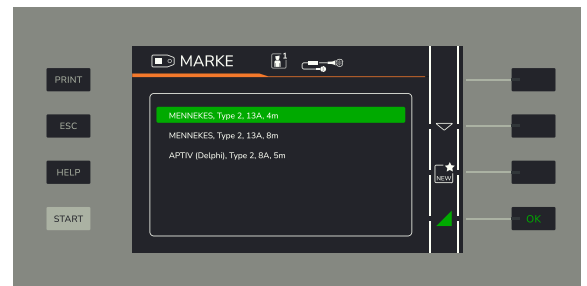 MARKE
1
PRINT
MENNEKES, Type 2, 13A, 4m
ESC
MENNEKES, Type 2, 13A, 8m
APTIV (Delphi), Type 2, 8A, 5m
HELP
NEW
START
OK